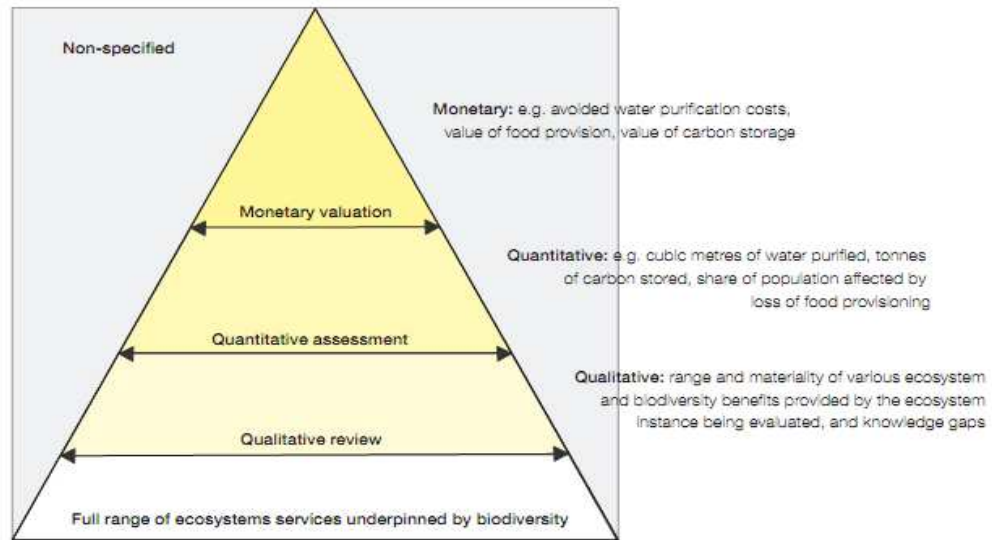 Non-specified
Monetary: e.g. avoided water purification costs,
value of food provision, value of carbon storage
Monetary valuation
Quantitative: e.g. cubic metres of water purified, tonnes
of carbon stored, share of population affected by
loss of food provisioning
Quantitative assessment
Qualitative: range and materiality of various ecosystem
and biodiversity benefits provided by the ecosystem
instance being evaluated, and knowledge gaps
Qualitative review
Full range of ecosystems services underpinned by biodiversity